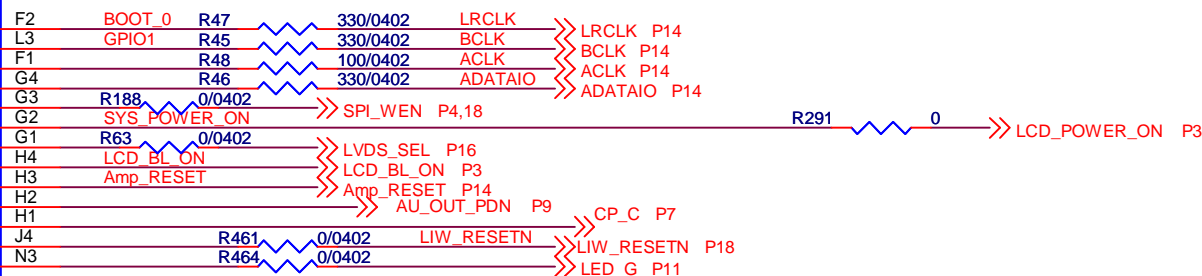 F2 BOOT_0 R47 330/0402 LRCLK LRCLK P14
L3 GPIO1 R45 330/0402 BCLK BCLK P14
F1 R48 100/0402 ACLK ACLK P14
G4 R46 330/0402 ADATAIO ADATAIO P14
G3 R188 0/0402 SPI_WEN P4,18
G2 SYS_POWER_ON R291 0 LCD_POWER_ON P3
G1 R63 0/0402 LVDS_SEL P16
H4 LCD_BL_ON LCD_BL_ON P3
H3 Amp_RESET Amp_RESET P14
H2 AU_OUT_PDN P9
H1 CP_C P7
J4 R461 0/0402 LIW_RESETN LIW_RESETN P18
N3 R464 0/0402 LED_G P11